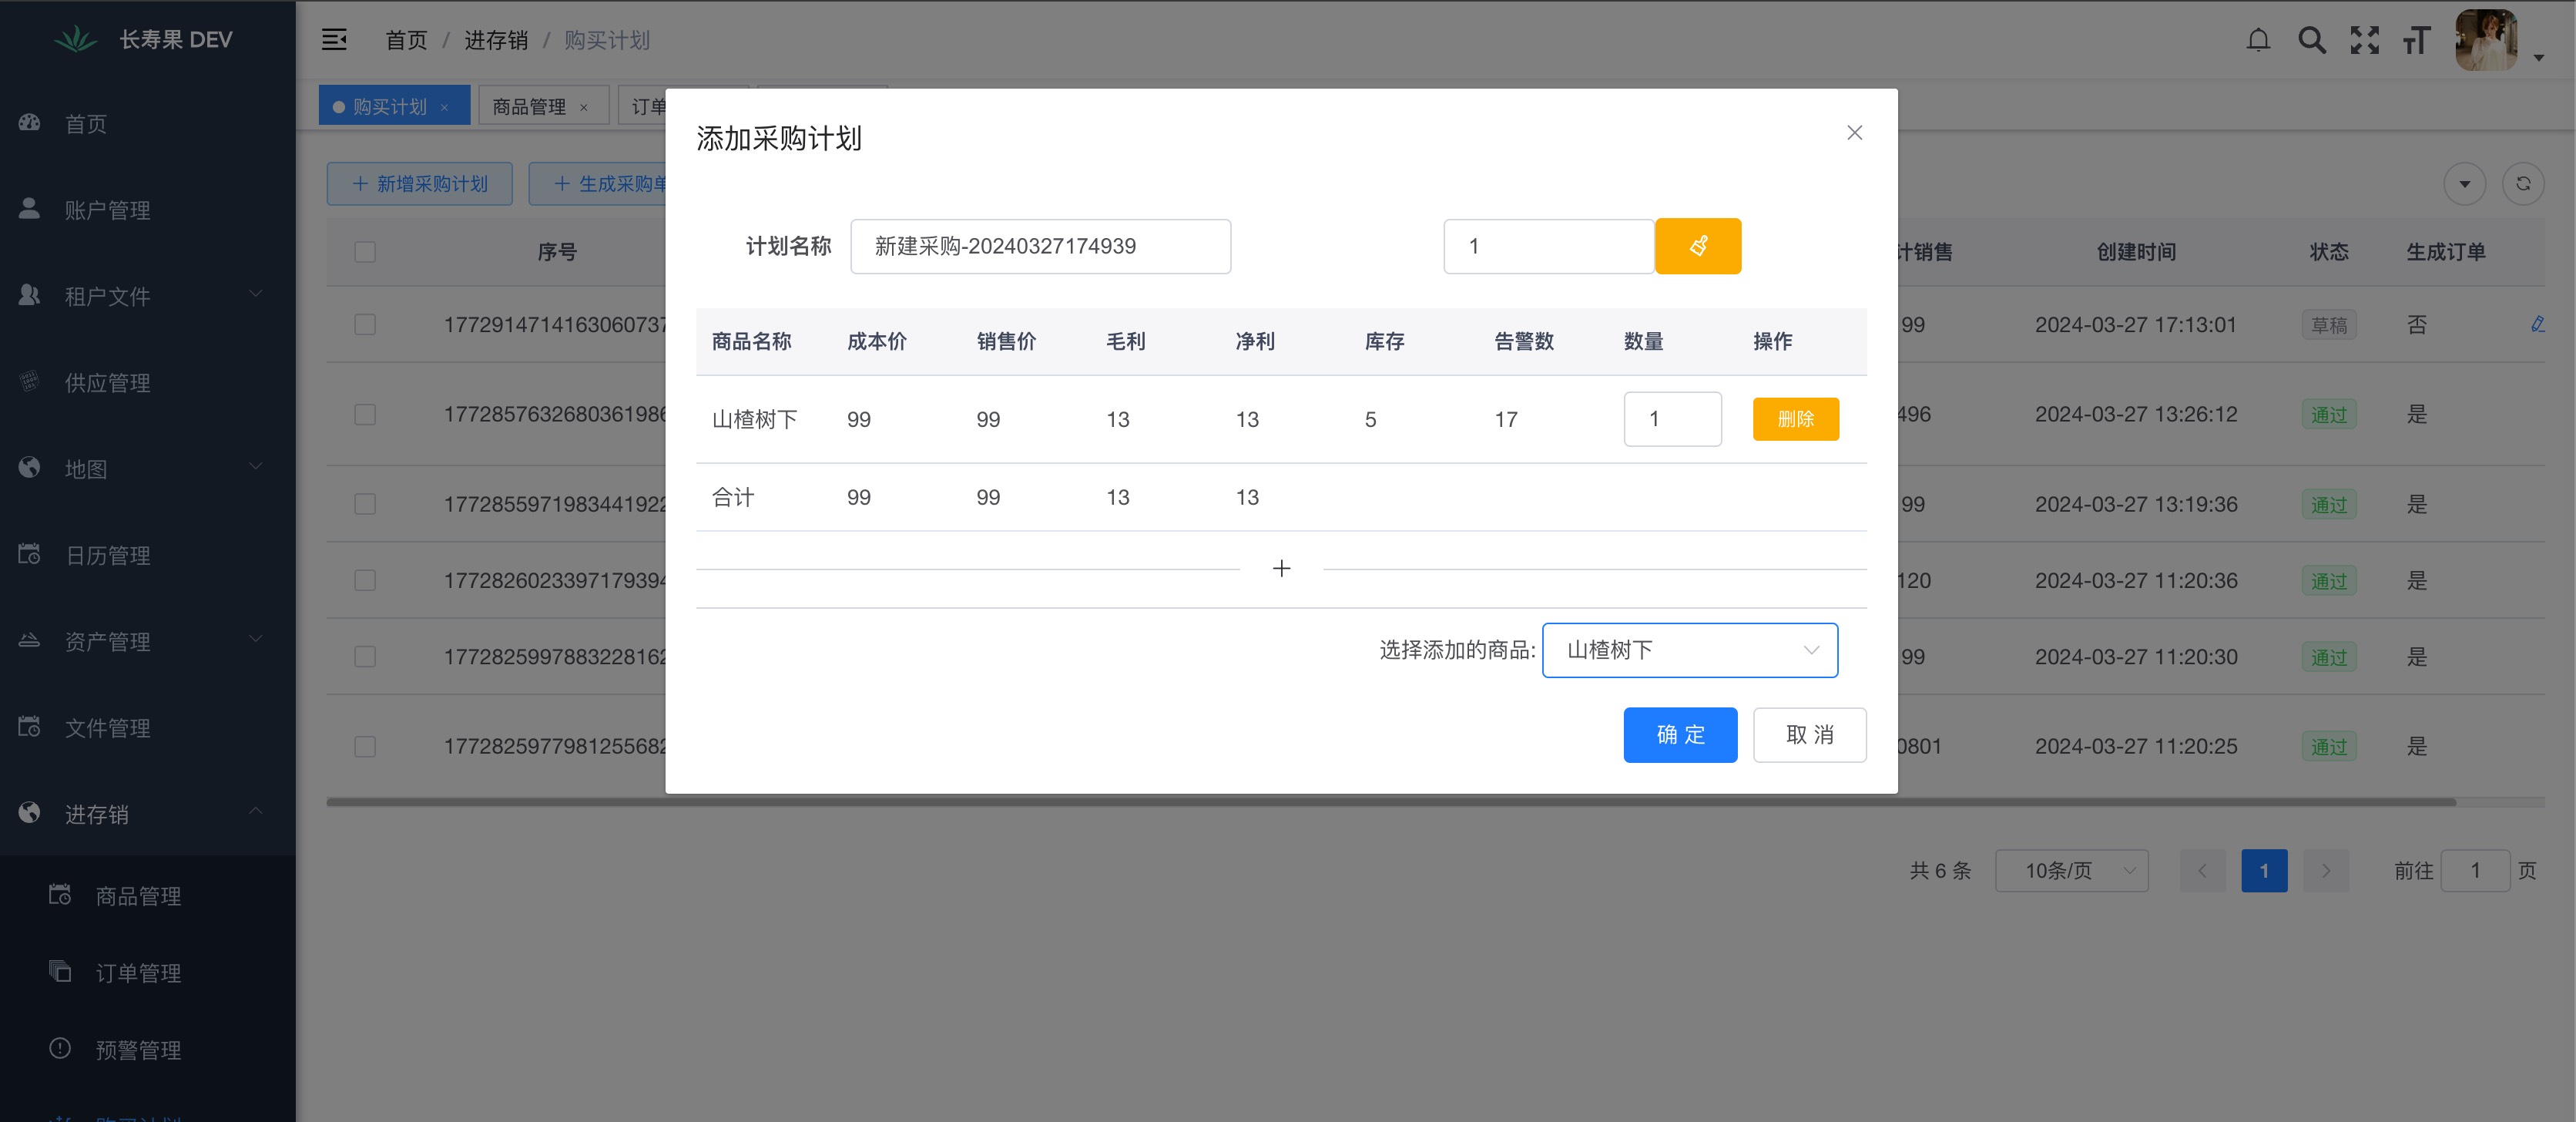 长寿果 DEV
首页 / 进存销 / 购买计划
购买计划 × 商品管理 × 订单
首页
账户管理
租户文件
供应管理
地图
日历管理
资产管理
文件管理
进存销
商品管理
订单管理
预警管理
购买计划
+ 新增采购计划 + 生成采购单
序号 计销售 创建时间 状态 生成订单
177291471416306073 99 2024-03-27 17:13:01 草稿 否
177285763268036198 496 2024-03-27 13:26:12 通过 是
177285597198344192 99 2024-03-27 13:19:36 通过 是
177282602339717939 120 2024-03-27 11:20:36 通过 是
177282599788322816 99 2024-03-27 11:20:30 通过 是
177282597798125568 0801 2024-03-27 11:20:25 通过 是
共 6 条 10条/页 1 前往 1 页
添加采购计划
计划名称 新建采购-20240327174939 1
商品名称 成本价 销售价 毛利 净利 库存 告警数 数量 操作
山楂树下 99 99 13 13 5 17 1 删除
合计 99 99 13 13
选择添加的商品: 山楂树下
确 定 取 消